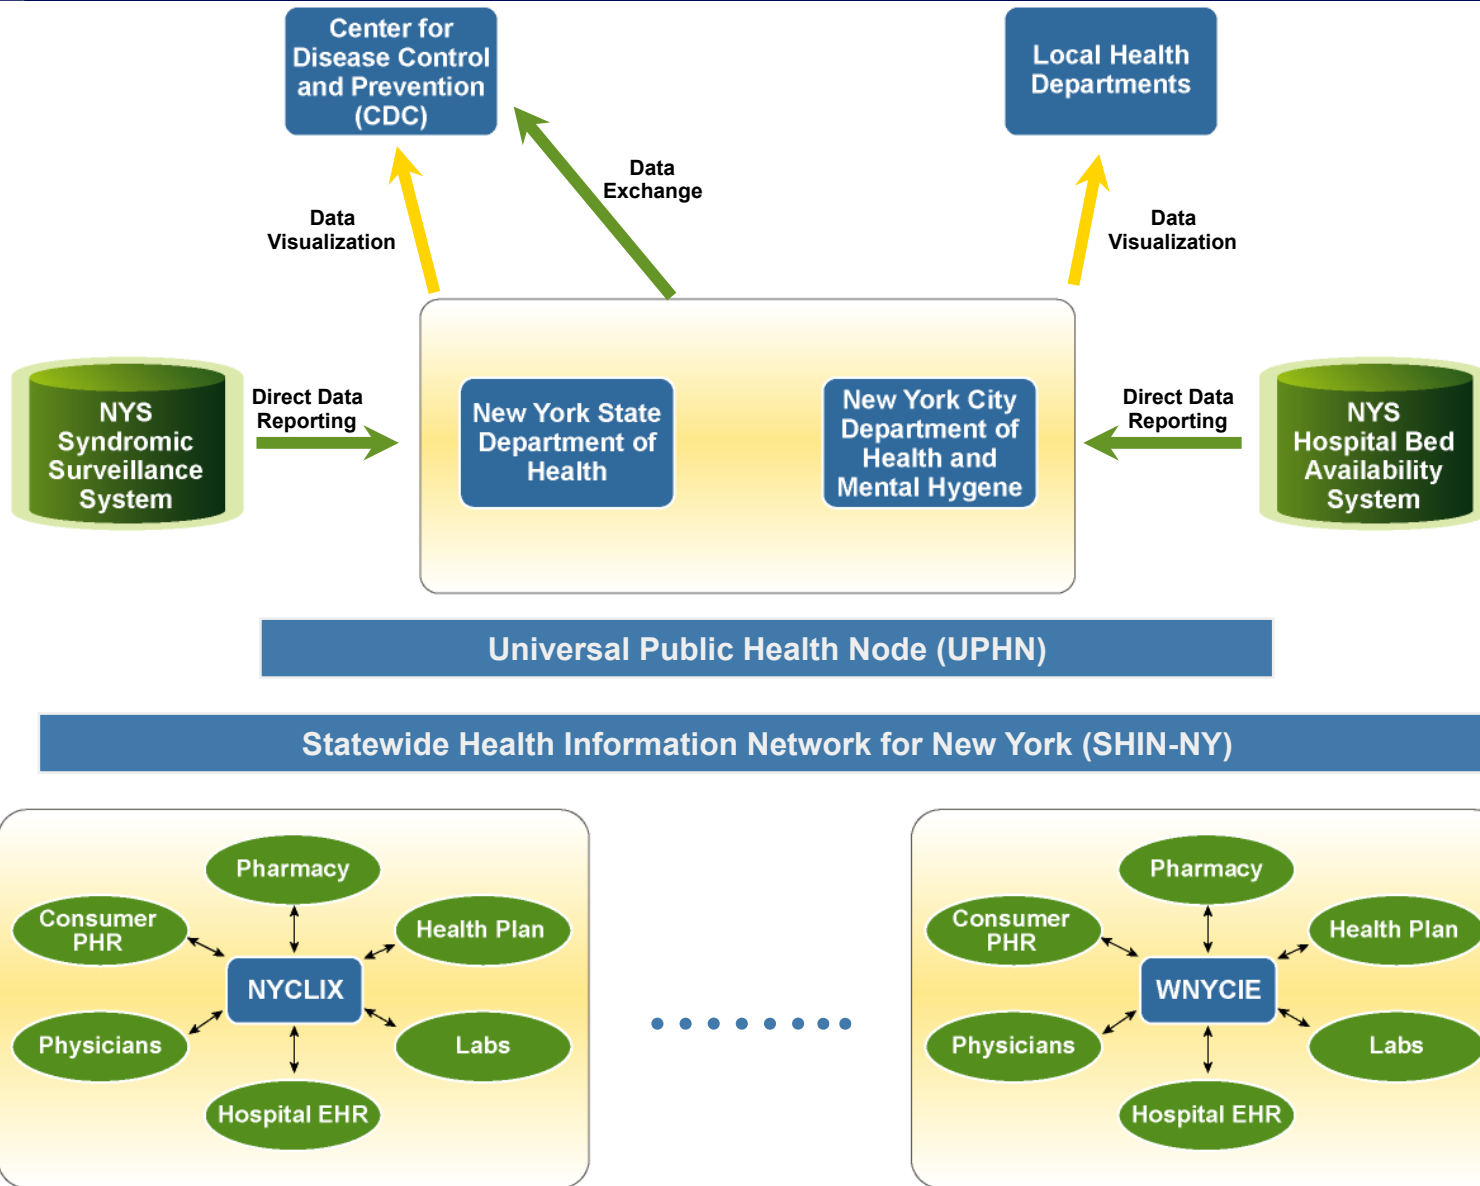 Center for
Disease Control
and Prevention
(CDC)
Local Health
Departments
Data
Exchange
Data
Visualization
Data
Visualization
NYS
Syndromic
Surveillance
System
Direct Data
Reporting
New York State
Department of
Health
New York City
Department of
Health and
Mental Hygene
Direct Data
Reporting
NYS
Hospital Bed
Availability
System
Universal Public Health Node (UPHN)
Statewide Health Information Network for New York (SHIN-NY)
Pharmacy
Consumer
PHR
Health Plan
NYCLIX
Physicians
Labs
Hospital EHR
Pharmacy
Consumer
PHR
Health Plan
WNYCIE
Physicians
Labs
Hospital EHR